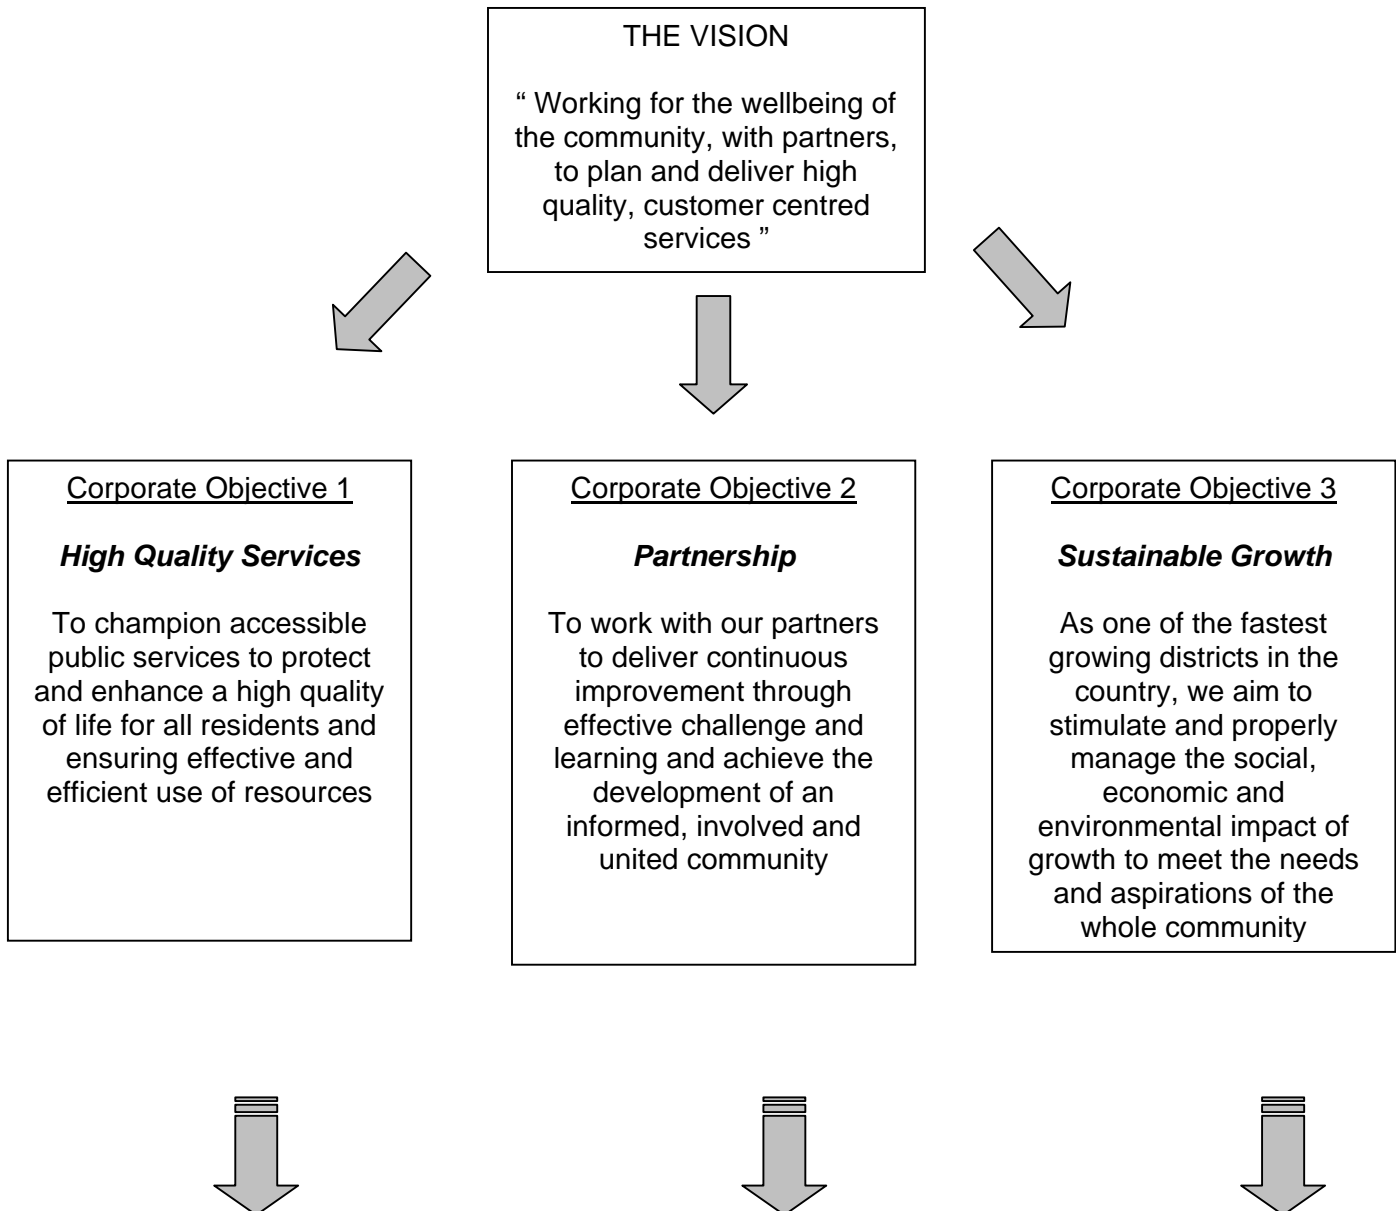 THE VISION
“ Working for the wellbeing of
the community, with partners,
to plan and deliver high
quality, customer centred
services ”
Corporate Objective 1
High Quality Services
To champion accessible
public services to protect
and enhance a high quality
of life for all residents and
ensuring effective and
efficient use of resources
Corporate Objective 2
Partnership
To work with our partners
to deliver continuous
improvement through
effective challenge and
learning and achieve the
development of an
informed, involved and
united community
Corporate Objective 3
Sustainable Growth
As one of the fastest
growing districts in the
country, we aim to
stimulate and properly
manage the social,
economic and
environmental impact of
growth to meet the needs
and aspirations of the
whole community